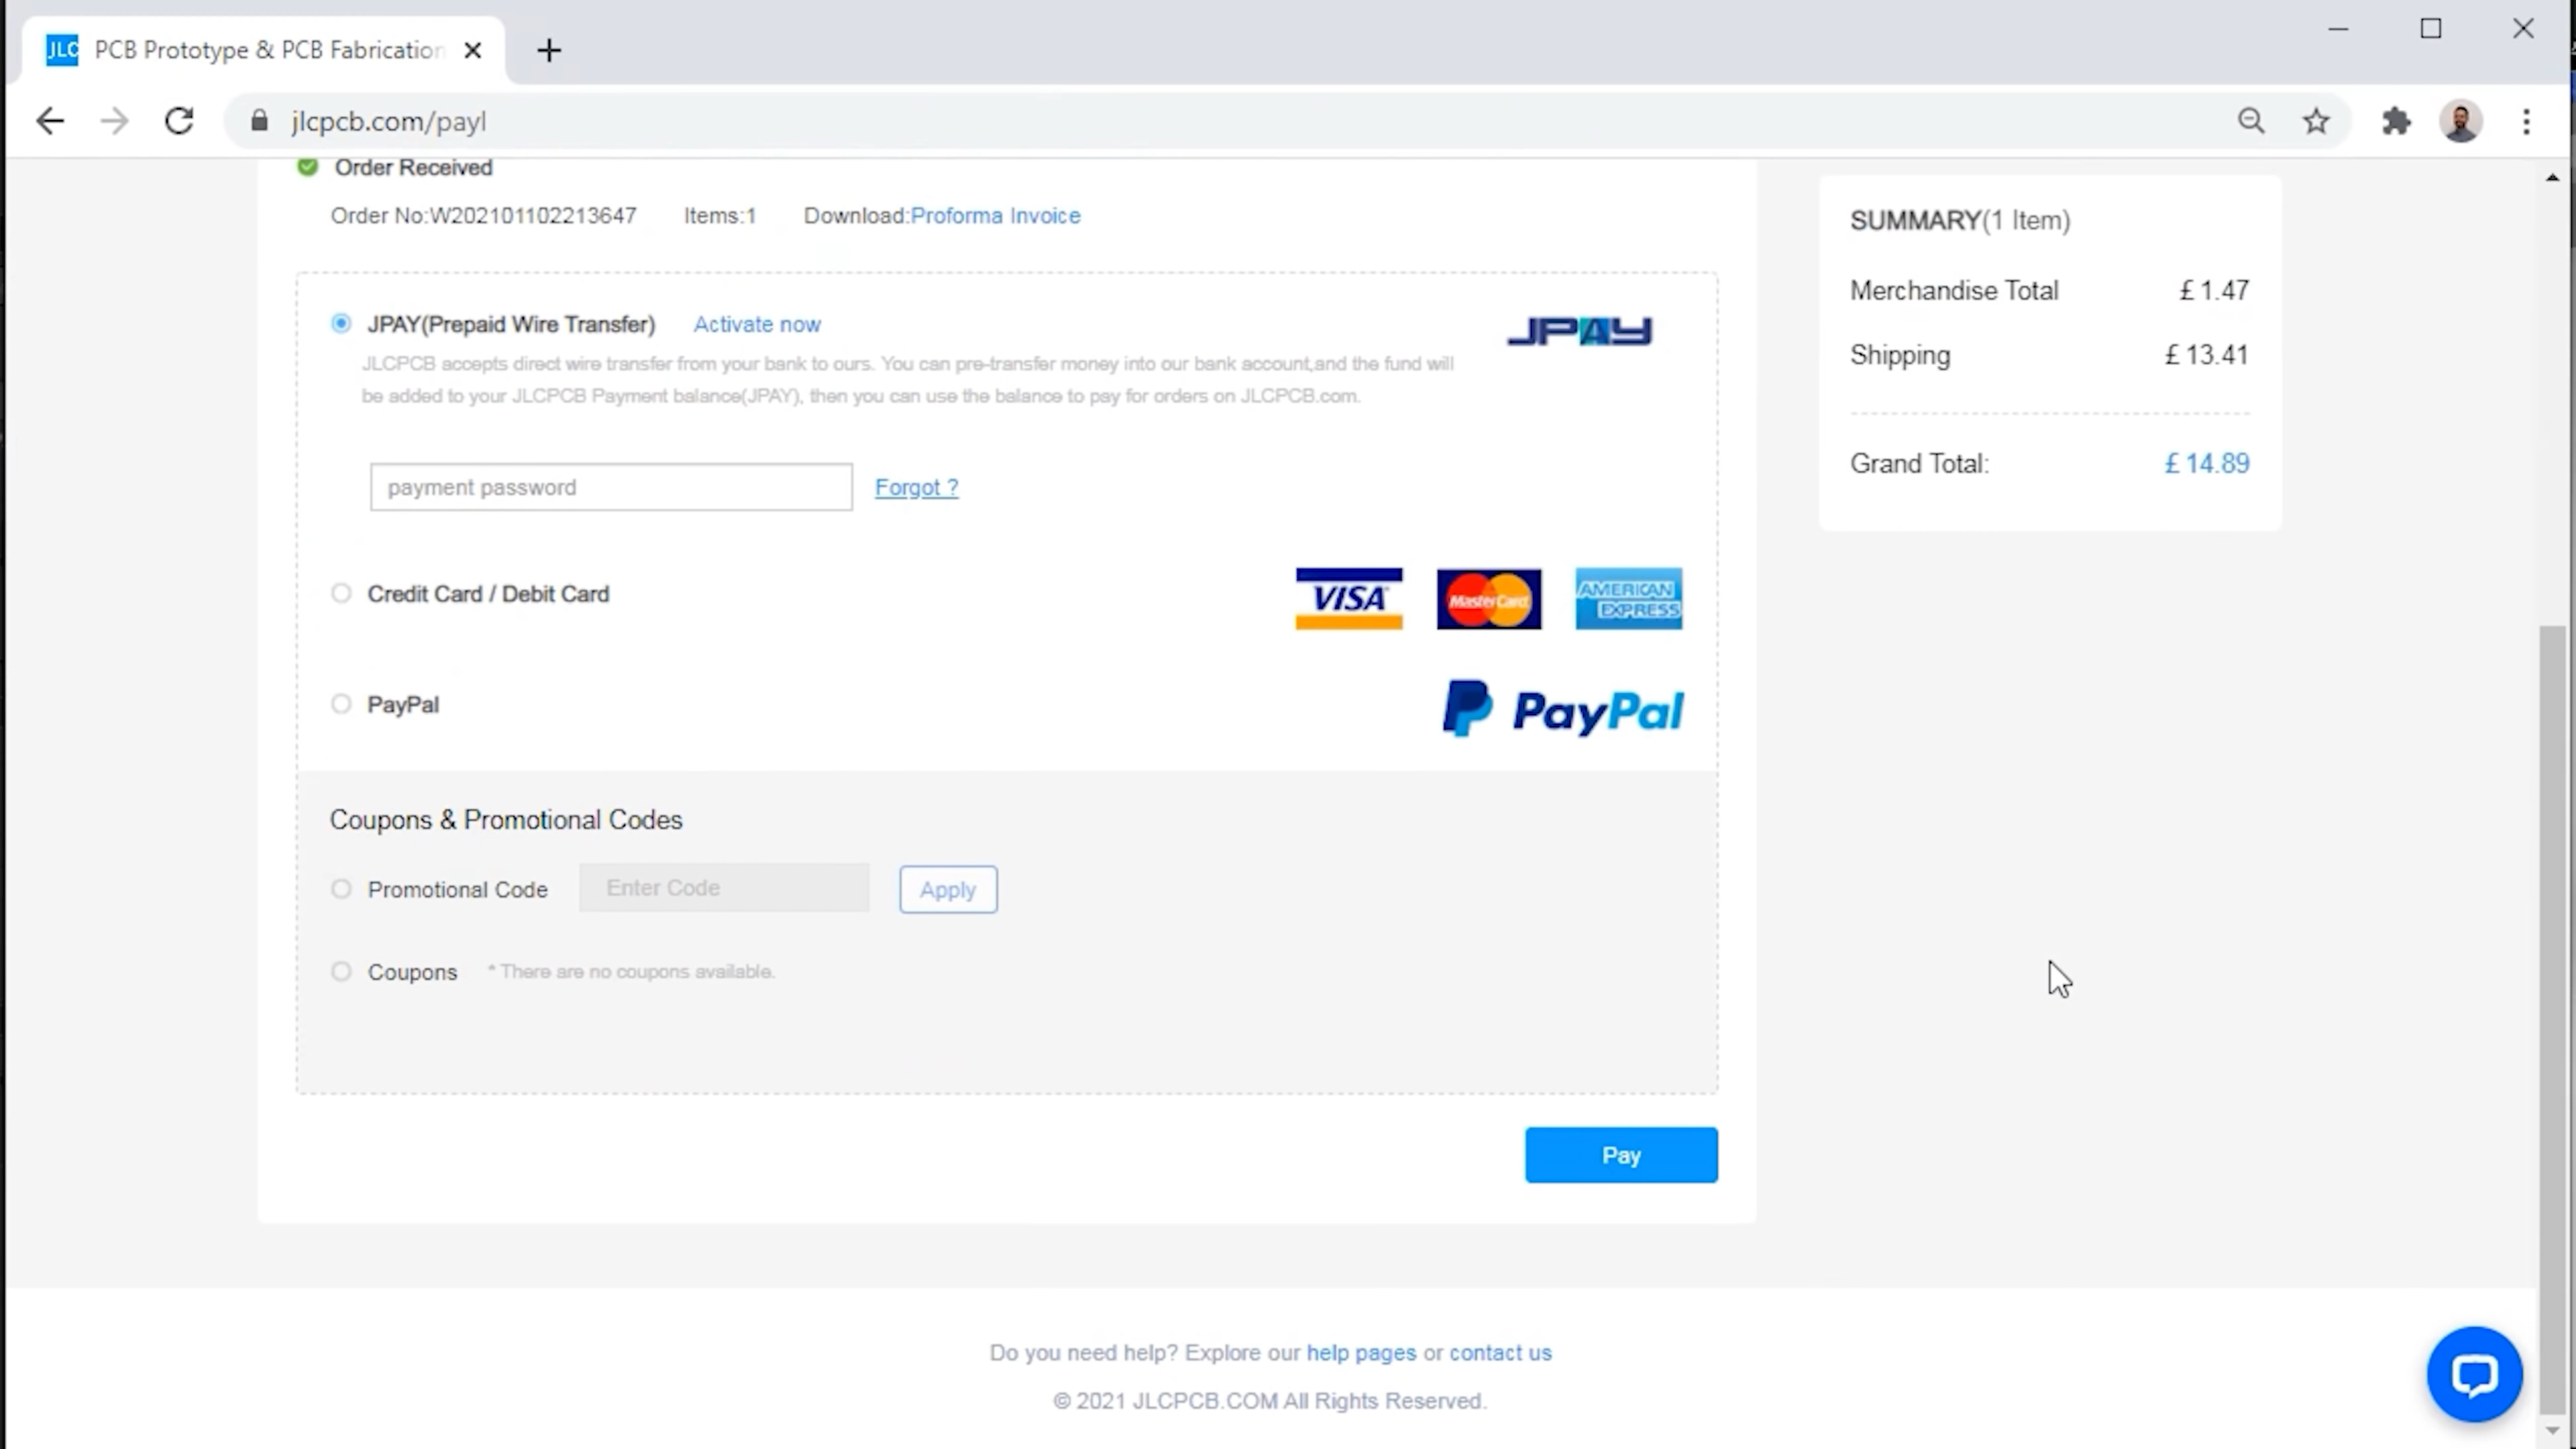 JLC PCB Prototype & PCB Fabrication
jlcpcb.com/payl
Order Received
Order No:W202101102213647 Items:1 Download:Proforma Invoice
JPAY(Prepaid Wire Transfer) Activate now JPAY
JLCPCB accepts direct wire transfer from your bank to ours. You can pre-transfer money into our bank account,and the fund will
be added to your JLCPCB Payment balance(JPAY), then you can use the balance to pay for orders on JLCPCB.com.
payment password Forgot ?
Credit Card / Debit Card VISA MasterCard AMERICAN EXPRESS
PayPal PayPal
Coupons & Promotional Codes
Promotional Code Enter Code Apply
Coupons * There are no coupons available.
Pay
SUMMARY(1 Item)
Merchandise Total £ 1.47
Shipping £ 13.41
Grand Total: £ 14.89
Do you need help? Explore our help pages or contact us
© 2021 JLCPCB.COM All Rights Reserved.